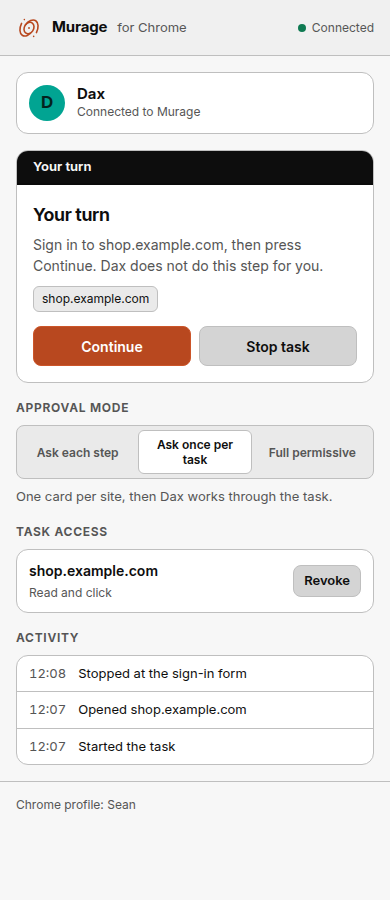 Murage for Chrome Connected
D
Dax
Connected to Murage
Your turn
Your turn
Sign in to shop.example.com, then press
Continue. Dax does not do this step for you.
shop.example.com
Continue Stop task
APPROVAL MODE
Ask each step Ask once per task Full permissive
One card per site, then Dax works through the task.
TASK ACCESS
shop.example.com
Read and click
Revoke
ACTIVITY
12:08 Stopped at the sign-in form
12:07 Opened shop.example.com
12:07 Started the task
Chrome profile: Sean